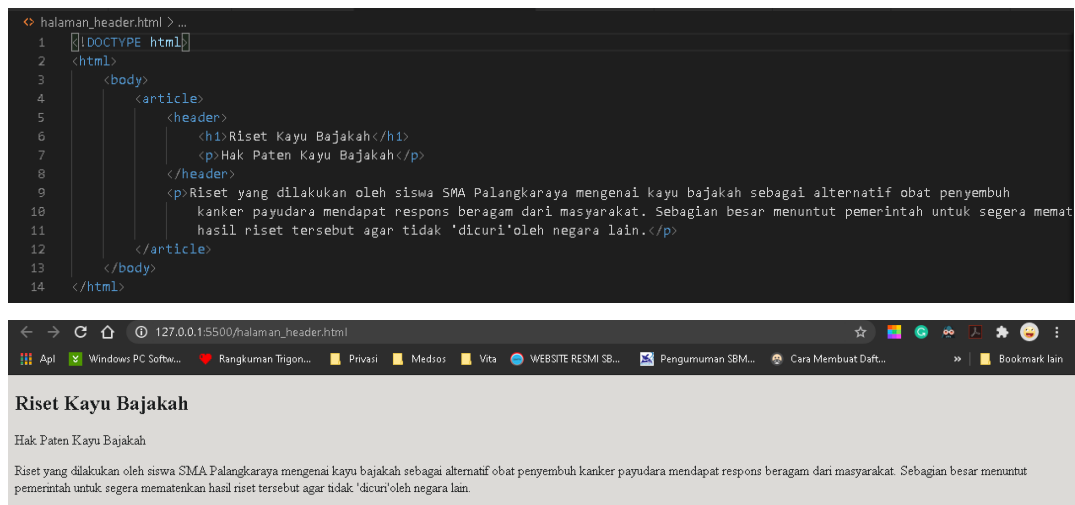 <> halaman_header.html > ...
1 <!DOCTYPE html>
2 <html>
3 <body>
4 <article>
5 <header>
6 <h1>Riset Kayu Bajakah</h1>
7 <p>Hak Paten Kayu Bajakah</p>
8 </header>
9 <p>Riset yang dilakukan oleh siswa SMA Palangkaraya mengenai kayu bajakah sebagai alternatif obat penyembuh
10 kanker payudara mendapat respons beragam dari masyarakat. Sebagian besar menuntut pemerintah untuk segera memat
11 hasil riset tersebut agar tidak 'dicuri'oleh negara lain.</p>
12 </article>
13 </body>
14 </html>
127.0.0.1:5500/halaman_header.html
Apl Windows PC Softw... Rangkuman Trigon... Privasi Medsos Vita WEBSITE RESMI SB... Pengumuman SBM... Cara Membuat Daft... » Bookmark lain
Riset Kayu Bajakah
Hak Paten Kayu Bajakah
Riset yang dilakukan oleh siswa SMA Palangkaraya mengenai kayu bajakah sebagai alternatif obat penyembuh kanker payudara mendapat respons beragam dari masyarakat. Sebagian besar menuntut
pemerintah untuk segera mematenkan hasil riset tersebut agar tidak 'dicuri'oleh negara lain.